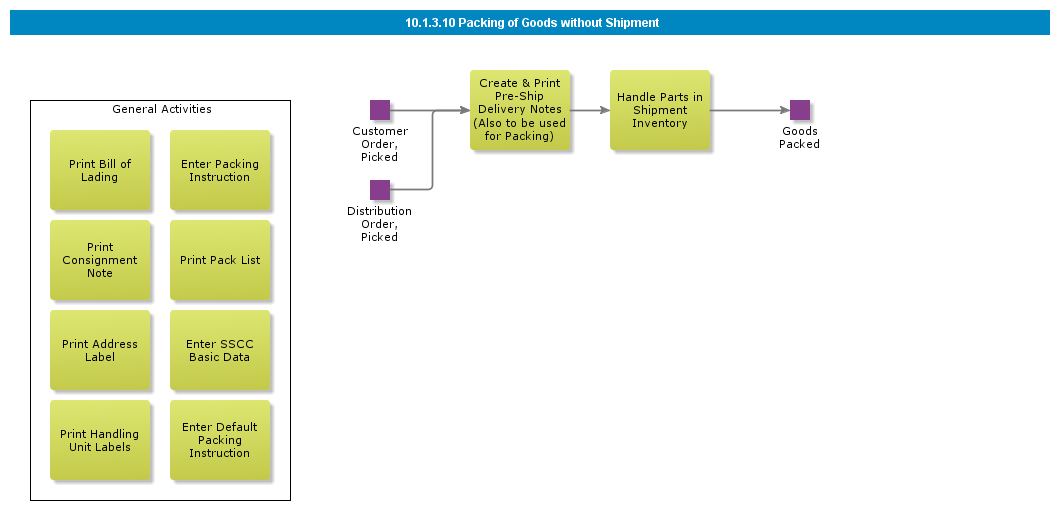 10.1.3.10 Packing of Goods without Shipment
General Activities
Print Bill of
Lading
Enter Packing
Instruction
Print
Consignment
Note
Print Pack List
Print Address
Label
Enter SSCC
Basic Data
Print Handling
Unit Labels
Enter Default
Packing
Instruction
Customer
Order,
Picked
Distribution
Order,
Picked
Create & Print
Pre-Ship
Delivery Notes
(Also to be used
for Packing)
Handle Parts in
Shipment
Inventory
Goods
Packed